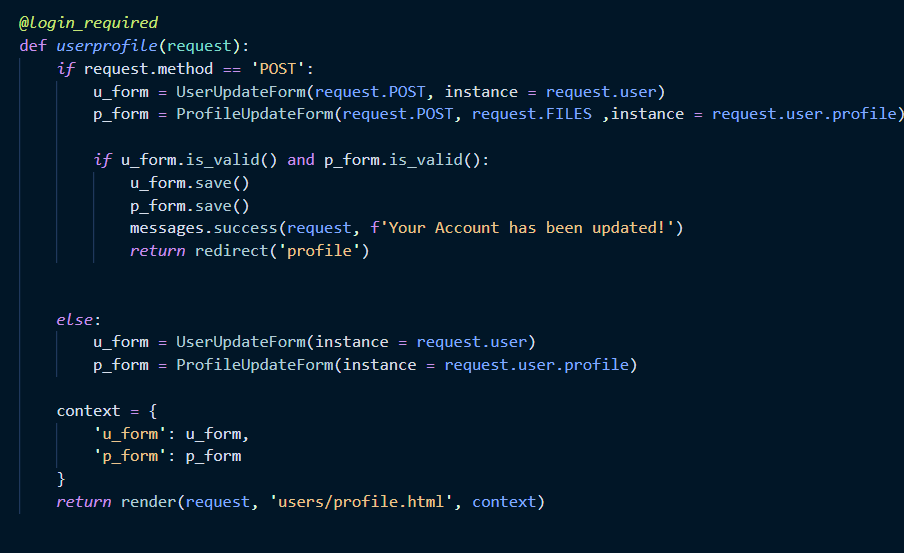 @login_required
def userprofile(request):
    if request.method == 'POST':
        u_form = UserUpdateForm(request.POST, instance = request.user)
        p_form = ProfileUpdateForm(request.POST, request.FILES ,instance = request.user.profile)
        if u_form.is_valid() and p_form.is_valid():
            u_form.save()
            p_form.save()
            messages.success(request, f'Your Account has been updated!')
            return redirect('profile')
    else:
        u_form = UserUpdateForm(instance = request.user)
        p_form = ProfileUpdateForm(instance = request.user.profile)
    context = {
        'u_form': u_form,
        'p_form': p_form
    }
    return render(request, 'users/profile.html', context)